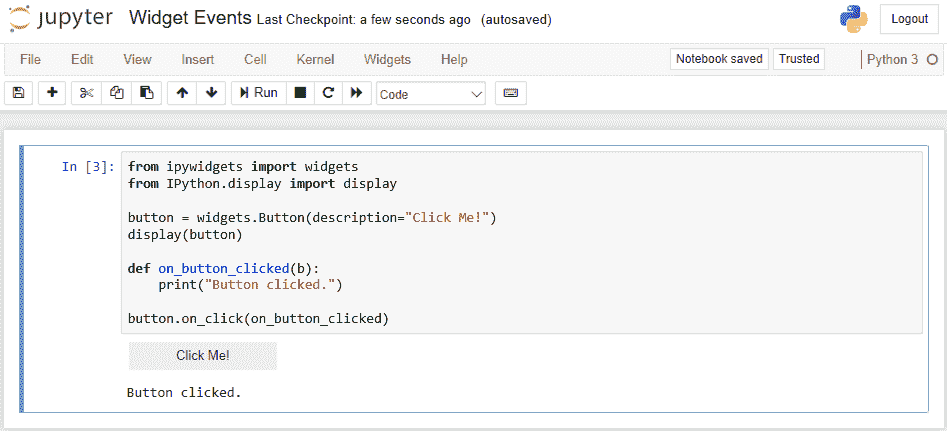 jupyter Widget Events Last Checkpoint: a few seconds ago (autosaved) Logout
File Edit View Insert Cell Kernel Widgets Help Notebook saved Trusted Python 3
Run Code
In [3]: from ipywidgets import widgets
from IPython.display import display
button = widgets.Button(description="Click Me!")
display(button)
def on_button_clicked(b):
    print("Button clicked.")
button.on_click(on_button_clicked)
Click Me!
Button clicked.